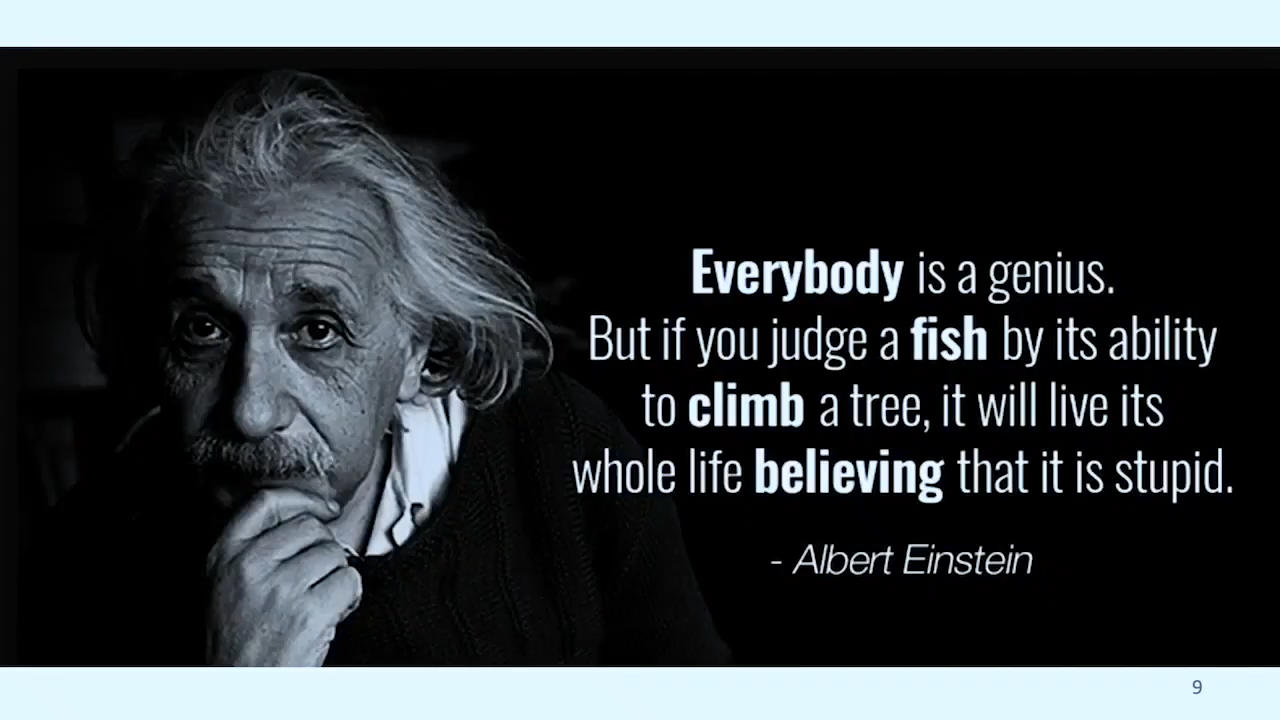 Everybody is a genius.
But if you judge a fish by its ability
to climb a tree, it will live its
whole life believing that it is stupid.
- Albert Einstein
9